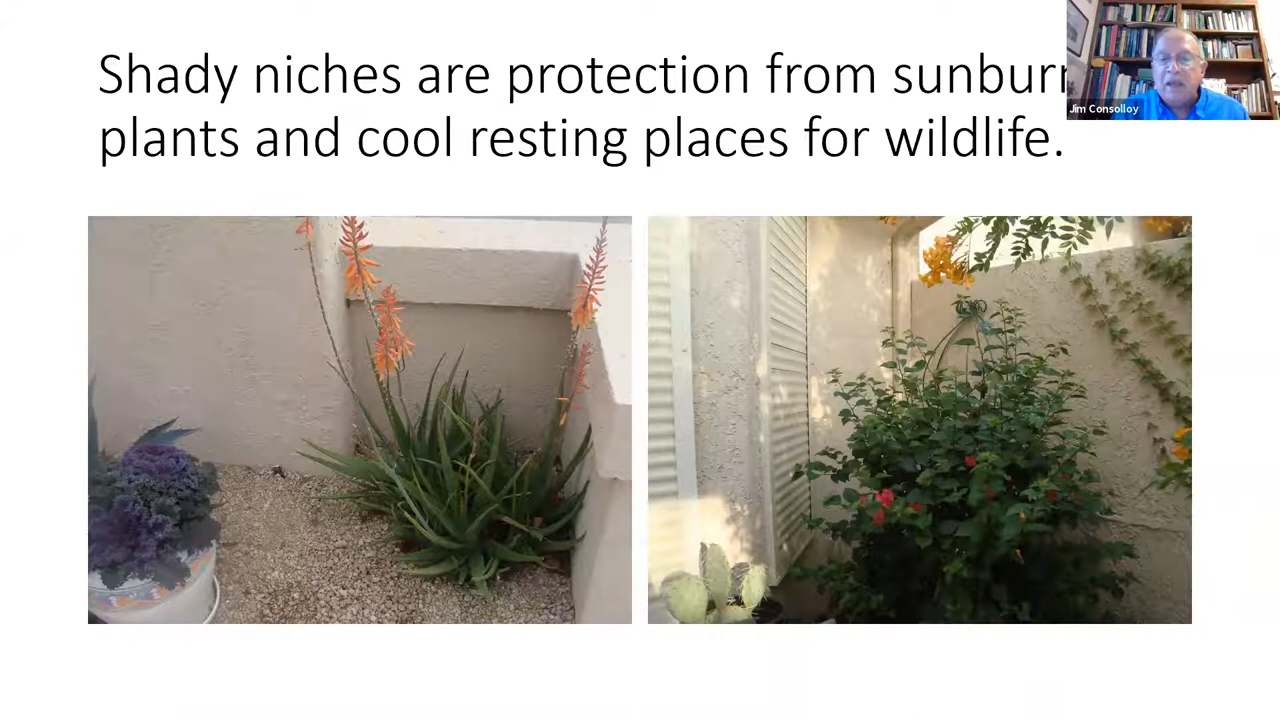 Shady niches are protection from sunburn
plants and cool resting places for wildlife.
Jim Consolloy